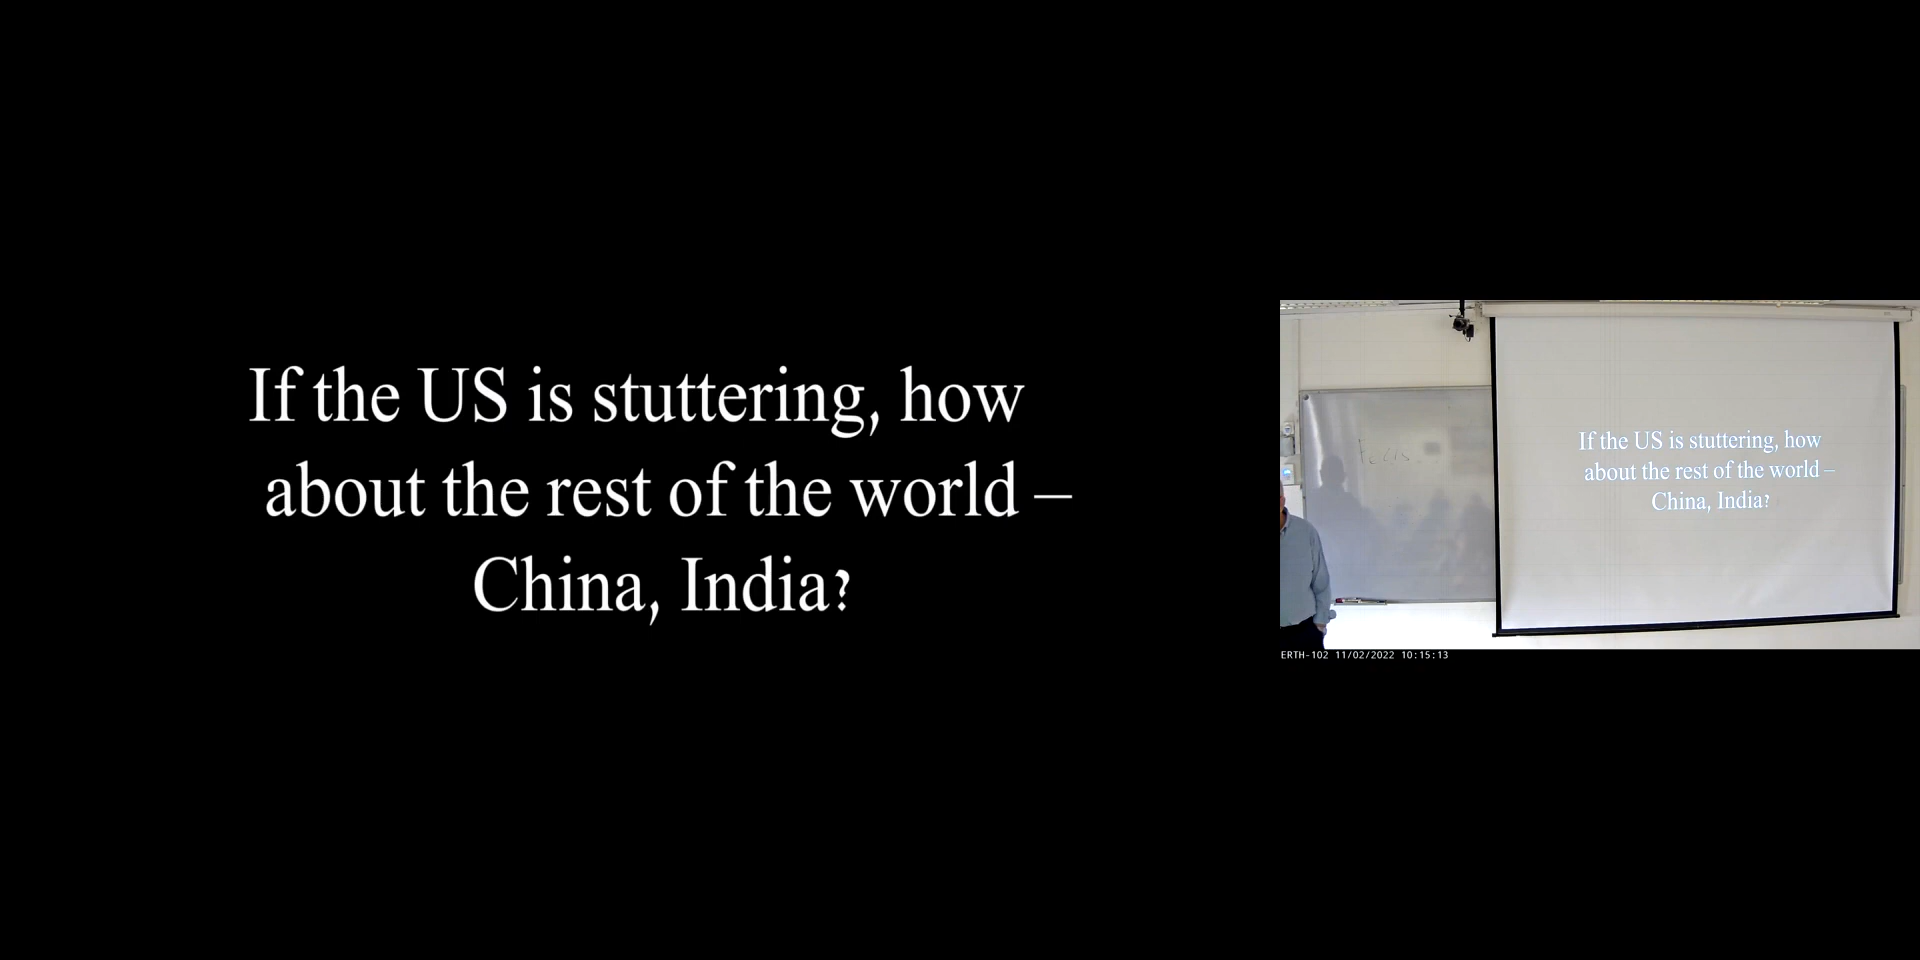 If the US is stuttering, how
about the rest of the world –
China, India?
If the US is stuttering, how
about the rest of the world –
China, India?
ERTH-102 11/02/2022 10:15:13